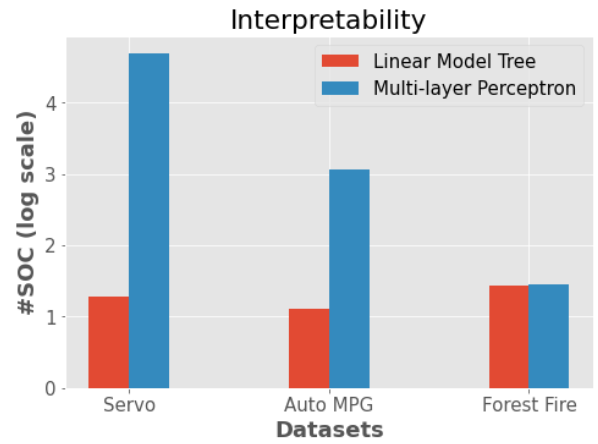 Interpretability
Linear Model Tree
Multi-layer Perceptron
#SOC (log scale)
4
3
2
1
0
Servo
Auto MPG
Forest Fire
Datasets